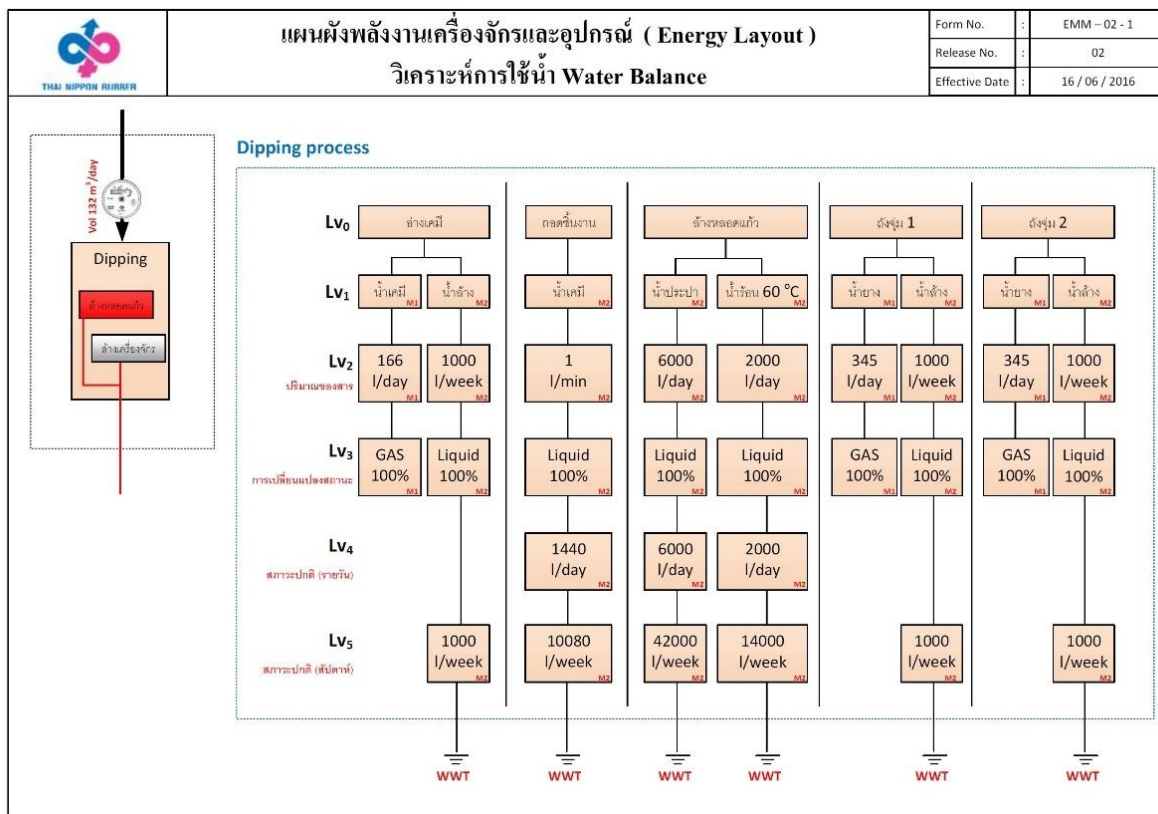 THAI NIPPON RUBBER
แผนผังพลังงานเครื่องจักรและอุปกรณ์ ( Energy Layout )
วิเคราะห์การใช้น้ำ Water Balance
Form No. : EMM – 02 - 1
Release No. : 02
Effective Date : 16 / 06 / 2016
Vol 132 m³/day
Dipping
ล้างหลอดแก้ว
ล้างเครื่องจักร
Dipping process
Lv0 อ่างเคมี ถอดชิ้นงาน ล้างหลอดแก้ว ถังจุ่ม 1 ถังจุ่ม 2
Lv1 น้ำเคมี M1 น้ำล้าง M2 น้ำเคมี M2 น้ำประปา M2 น้ำร้อน 60 °C M2 น้ำยาง M1 น้ำล้าง M2 น้ำยาง M1 น้ำล้าง M2
Lv2 166 1000 1 6000 2000 345 1000 345 1000
ปริมาณของสาร l/day M1 l/week M2 l/min M2 l/day M2 l/day M2 l/day M1 l/week M2 l/day M1 l/week M2
Lv3 GAS Liquid Liquid Liquid Liquid GAS Liquid GAS Liquid
การเปลี่ยนแปลงสถานะ 100% M1 100% M2 100% M2 100% M2 100% M2 100% M1 100% M2 100% M1 100% M2
Lv4 1440 6000 2000
สภาวะปกติ (รายวัน) l/day M2 l/day M2 l/day M2
Lv5 1000 10080 42000 14000 1000 1000
สภาวะปกติ (สัปดาห์) l/week M2 l/week M2 l/week M2 l/week M2 l/week M2 l/week M2
WWT WWT WWT WWT WWT WWT